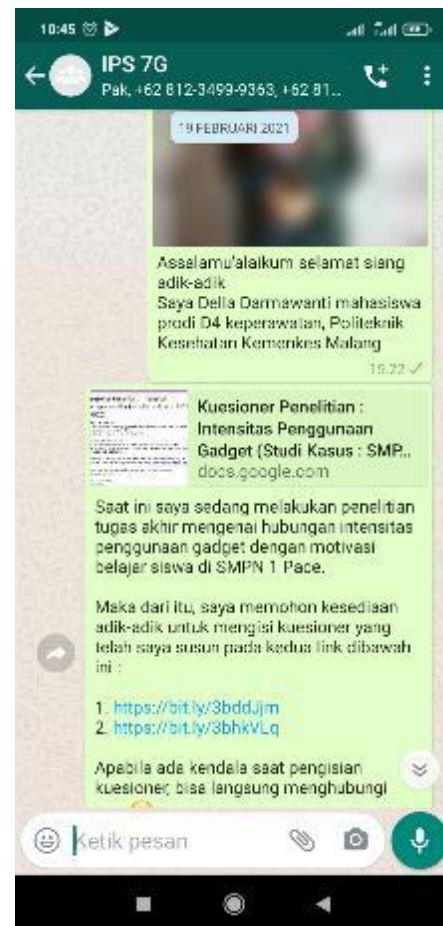 10:45
IPS 7G
Pak, +62 812-3499-9363, +62 81...
19 FEBRUARI 2021
Assalamu'alaikum selamat siang
adik-adik
Saya Della Darmawanti mahasiswa
prodi D4 keperawatan, Politeknik
Kesehatan Kemenkes Malang
15.22
Kuesioner Penelitian :
Intensitas Penggunaan
Gadget (Studi Kasus : SMP...
docs.google.com
Saat ini saya sedang melakukan penelitian
tugas akhir mengenai hubungan intensitas
penggunaan gadget dengan motivasi
belajar siswa di SMPN 1 Pace.
Maka dari itu, saya memohon kesediaan
adik-adik untuk mengisi kuesioner yang
telah saya susun pada kedua link dibawah
ini :
1. https://bit.ly/3bddJjm
2. https://bit.ly/3bhkVLq
Apabila ada kendala saat pengisian
kuesioner, bisa langsung menghubungi
Ketik pesan